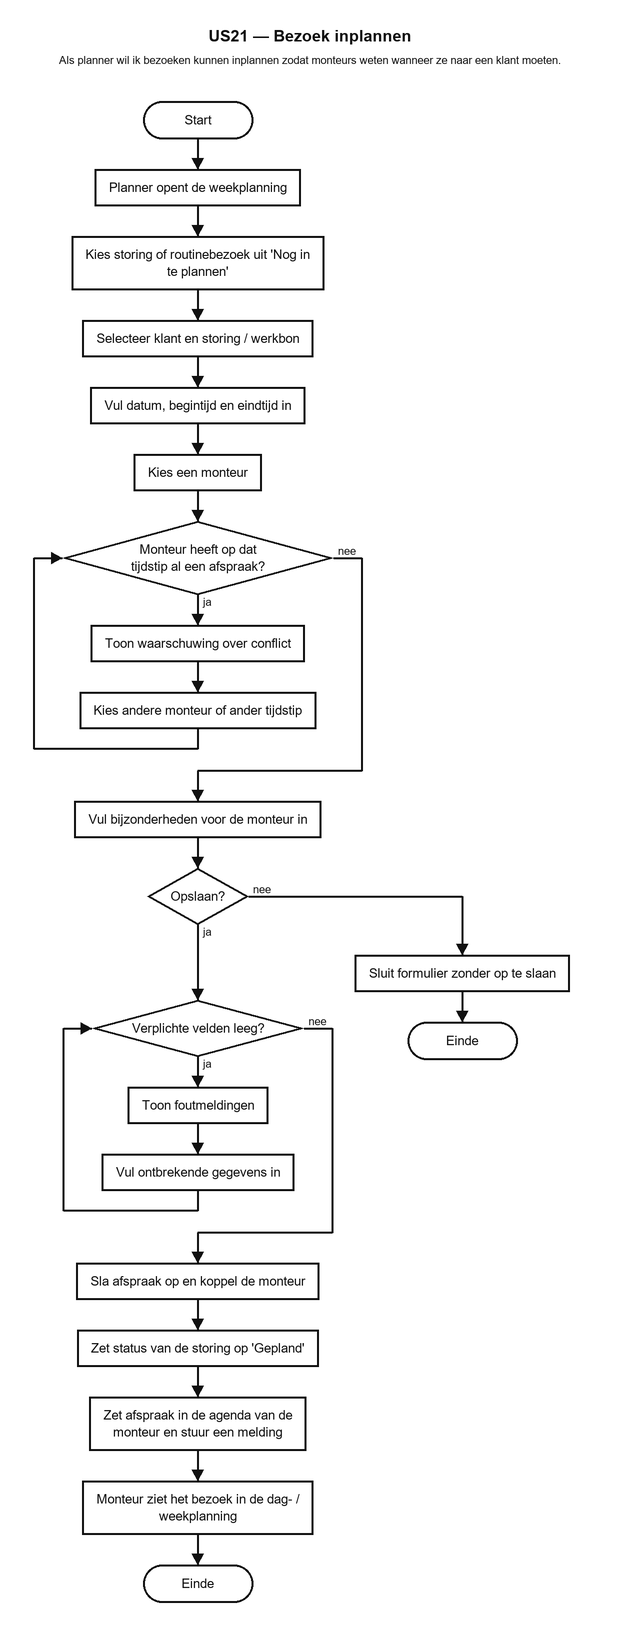 US21 — Bezoek inplannen
Als planner wil ik bezoeken kunnen inplannen zodat monteurs weten wanneer ze naar een klant moeten.
Start
Planner opent de weekplanning
Kies storing of routinebezoek uit 'Nog in
te plannen'
Selecteer klant en storing / werkbon
Vul datum, begintijd en eindtijd in
Kies een monteur
Monteur heeft op dat
tijdstip al een afspraak?
nee
ja
Toon waarschuwing over conflict
Kies andere monteur of ander tijdstip
Vul bijzonderheden voor de monteur in
Opslaan?
nee
ja
Sluit formulier zonder op te slaan
Einde
Verplichte velden leeg?
nee
ja
Toon foutmeldingen
Vul ontbrekende gegevens in
Sla afspraak op en koppel de monteur
Zet status van de storing op 'Gepland'
Zet afspraak in de agenda van de
monteur en stuur een melding
Monteur ziet het bezoek in de dag- /
weekplanning
Einde